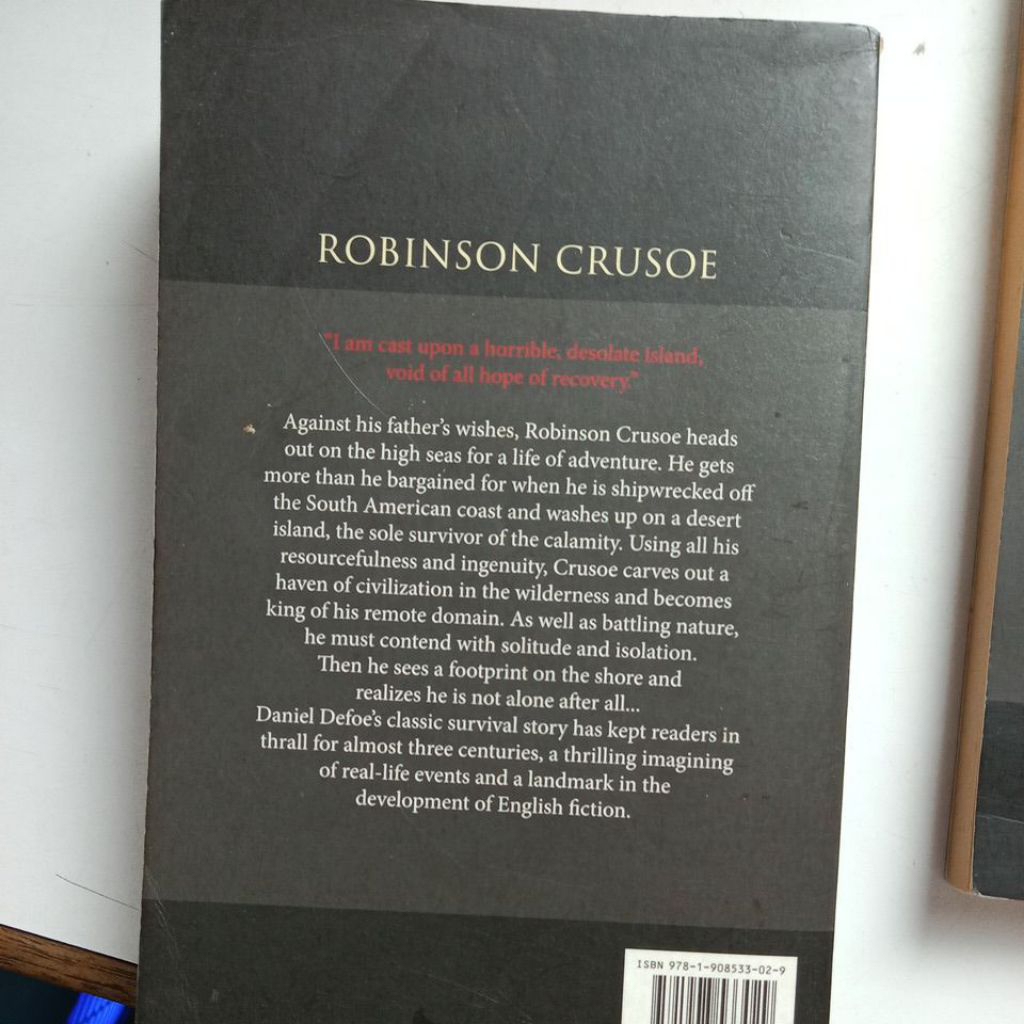 ROBINSON CRUSOE
"I am cast upon a horrible, desolate island,
void of all hope of recovery."
Against his father's wishes, Robinson Crusoe heads
out on the high seas for a life of adventure. He gets
more than he bargained for when he is shipwrecked off
the South American coast and washes up on a desert
island, the sole survivor of the calamity. Using all his
resourcefulness and ingenuity, Crusoe carves out a
haven of civilization in the wilderness and becomes
king of his remote domain. As well as battling nature,
he must contend with solitude and isolation.
Then he sees a footprint on the shore and
realizes he is not alone after all...
Daniel Defoe's classic survival story has kept readers in
thrall for almost three centuries, a thrilling imagining
of real-life events and a landmark in the
development of English fiction.
ISBN 978-1-908533-02-9